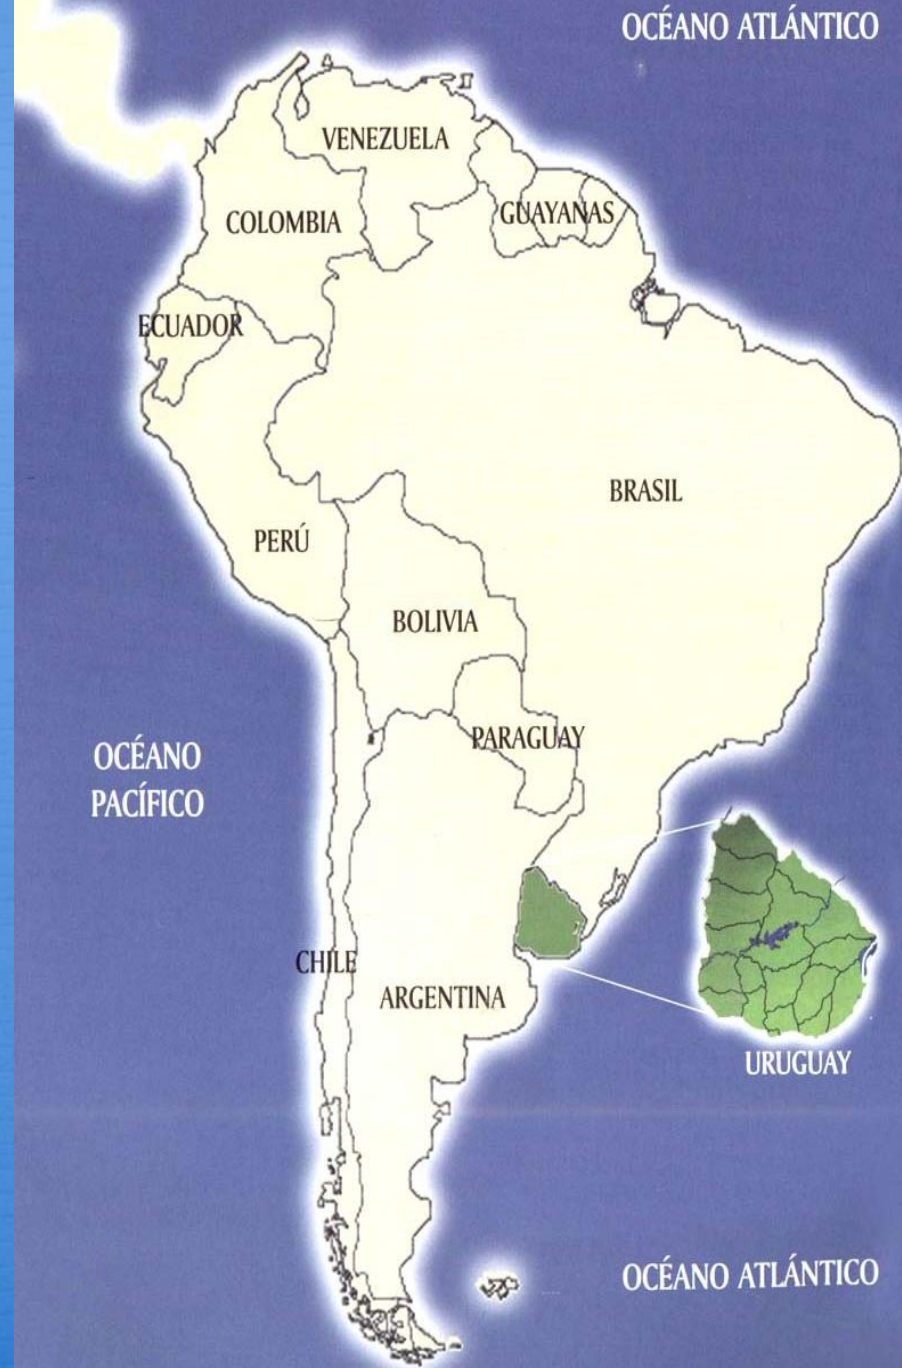 OCÉANO ATLÁNTICO
VENEZUELA
COLOMBIA
GUAYANAS
ECUADOR
BRASIL
PERÚ
BOLIVIA
PARAGUAY
OCÉANO
PACÍFICO
CHILE
ARGENTINA
URUGUAY
OCÉANO ATLÁNTICO